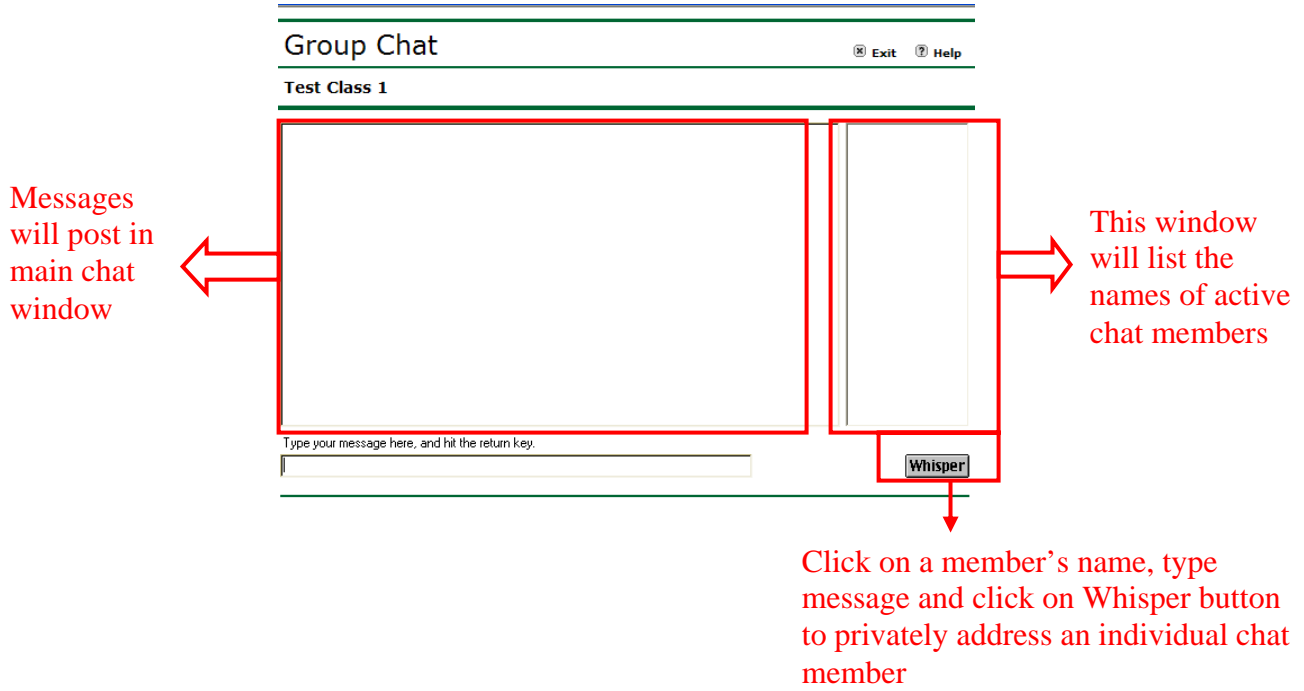 Group Chat
Exit Help
Test Class 1
Messages
will post in
main chat
window
This window
will list the
names of active
chat members
Type your message here, and hit the return key.
Whisper
Click on a member’s name, type
message and click on Whisper button
to privately address an individual chat
member